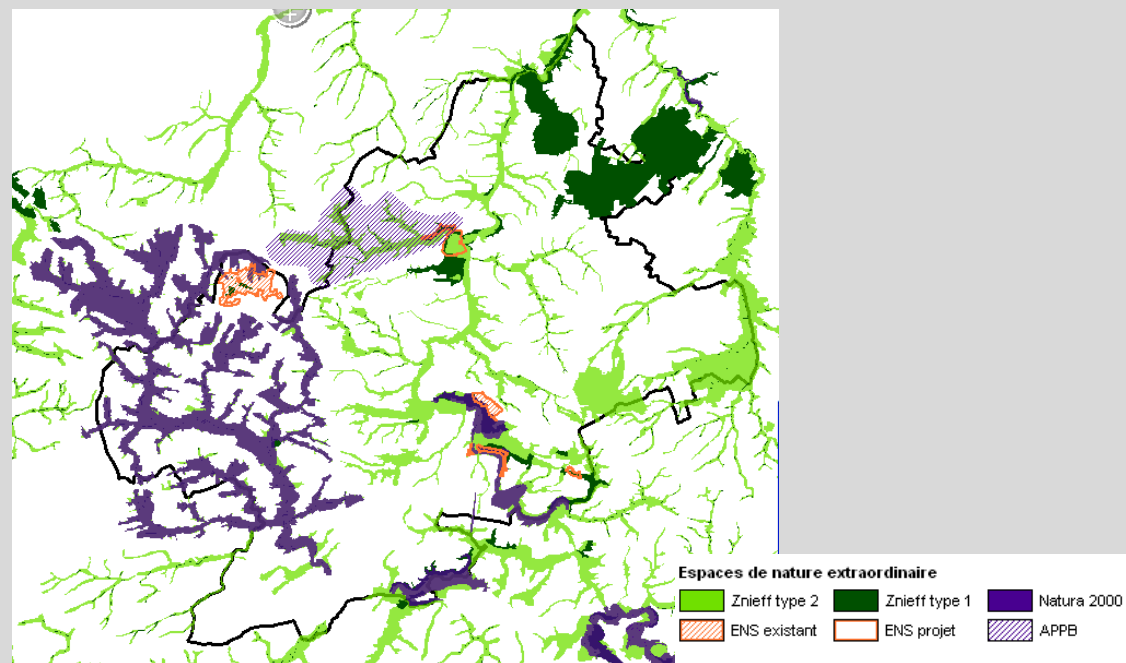 Espaces de nature extraordinaire
Znieff type 2 Znieff type 1 Natura 2000
ENS existant ENS projet APPB